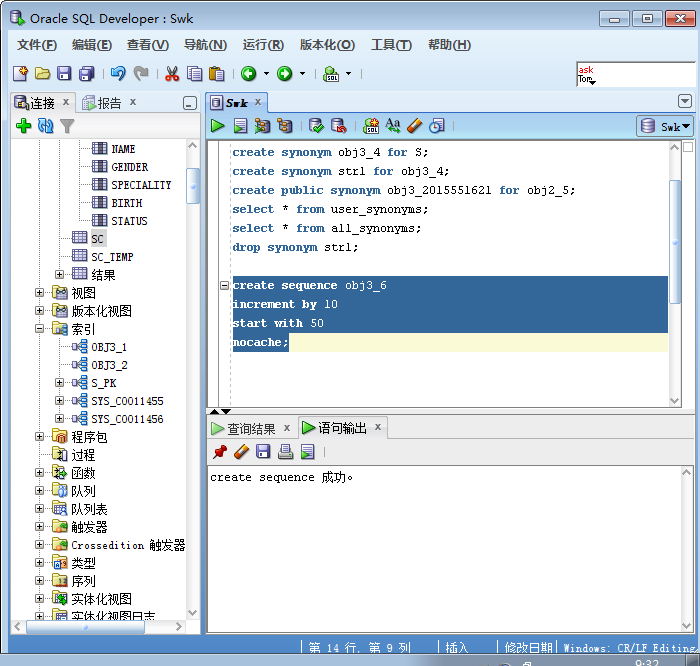 Oracle SQL Developer : Swk
文件(F) 编辑(E) 查看(V) 导航(N) 运行(R) 版本化(O) 工具(T) 帮助(H)
SQL
ask
Tom
连接 x 报告 x
Swk x
SQL Aa
Swk
NAME
GENDER
SPECIALITY
BIRTH
STATUS
SC
SC_TEMP
结果
视图
版本化视图
索引
OBJ3_1
OBJ3_2
S_PK
SYS_C0011455
SYS_C0011456
程序包
过程
函数
队列
队列表
触发器
Crossedition 触发器
类型
序列
实体化视图
实体化视图日志
create synonym obj3_4 for S;
create synonym strl for obj3_4;
create public synonym obj3_2015551621 for obj2_5;
select * from user_synonyms;
select * from all_synonyms;
drop synonym strl;
create sequence obj3_6
increment by 10
start with 50
nocache;
查询结果 x 语句输出 x
create sequence 成功。
第 14 行, 第 9 列 插入 修改日期 Windows: CR/LF Editing
9:32